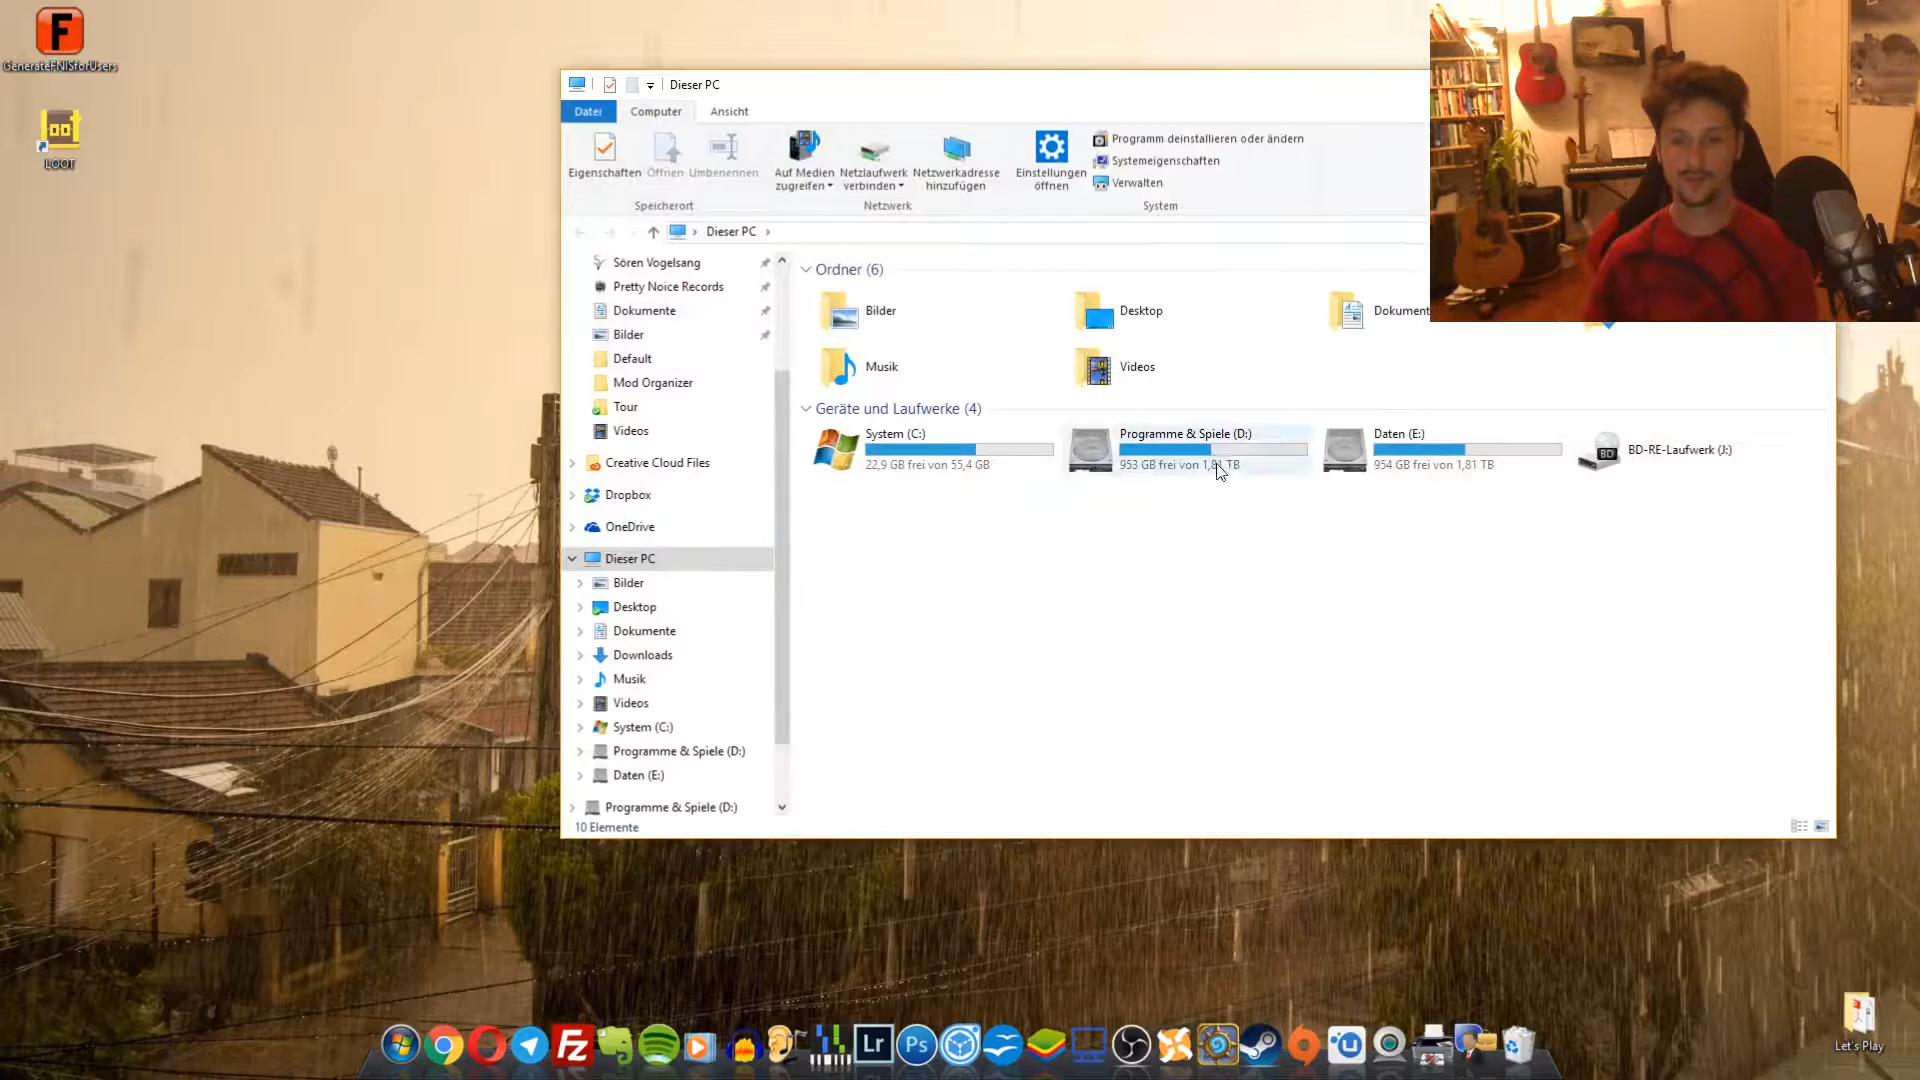 GenerateFNISforUsers
LOOT
Dieser PC
Datei
Computer
Ansicht
Eigenschaften
Öffnen
Umbenennen
Auf Medien zugreifen
Netzlaufwerk verbinden
Netzwerkadresse hinzufügen
Einstellungen öffnen
Programm deinstallieren oder ändern
Systemeigenschaften
Verwalten
Speicherort
Netzwerk
System
Dieser PC
Sören Vogelsang
Pretty Noice Records
Dokumente
Bilder
Default
Mod Organizer
Tour
Videos
Creative Cloud Files
Dropbox
OneDrive
Dieser PC
Bilder
Desktop
Dokumente
Downloads
Musik
Videos
System (C:)
Programme & Spiele (D:)
Daten (E:)
Programme & Spiele (D:)
10 Elemente
Ordner (6)
Bilder
Desktop
Dokument
Musik
Videos
Geräte und Laufwerke (4)
System (C:)
22,9 GB frei von 55,4 GB
Programme & Spiele (D:)
953 GB frei von 1,81 TB
Daten (E:)
954 GB frei von 1,81 TB
BD
BD-RE-Laufwerk (J:)
Fz
Lr
Ps
Let's Play